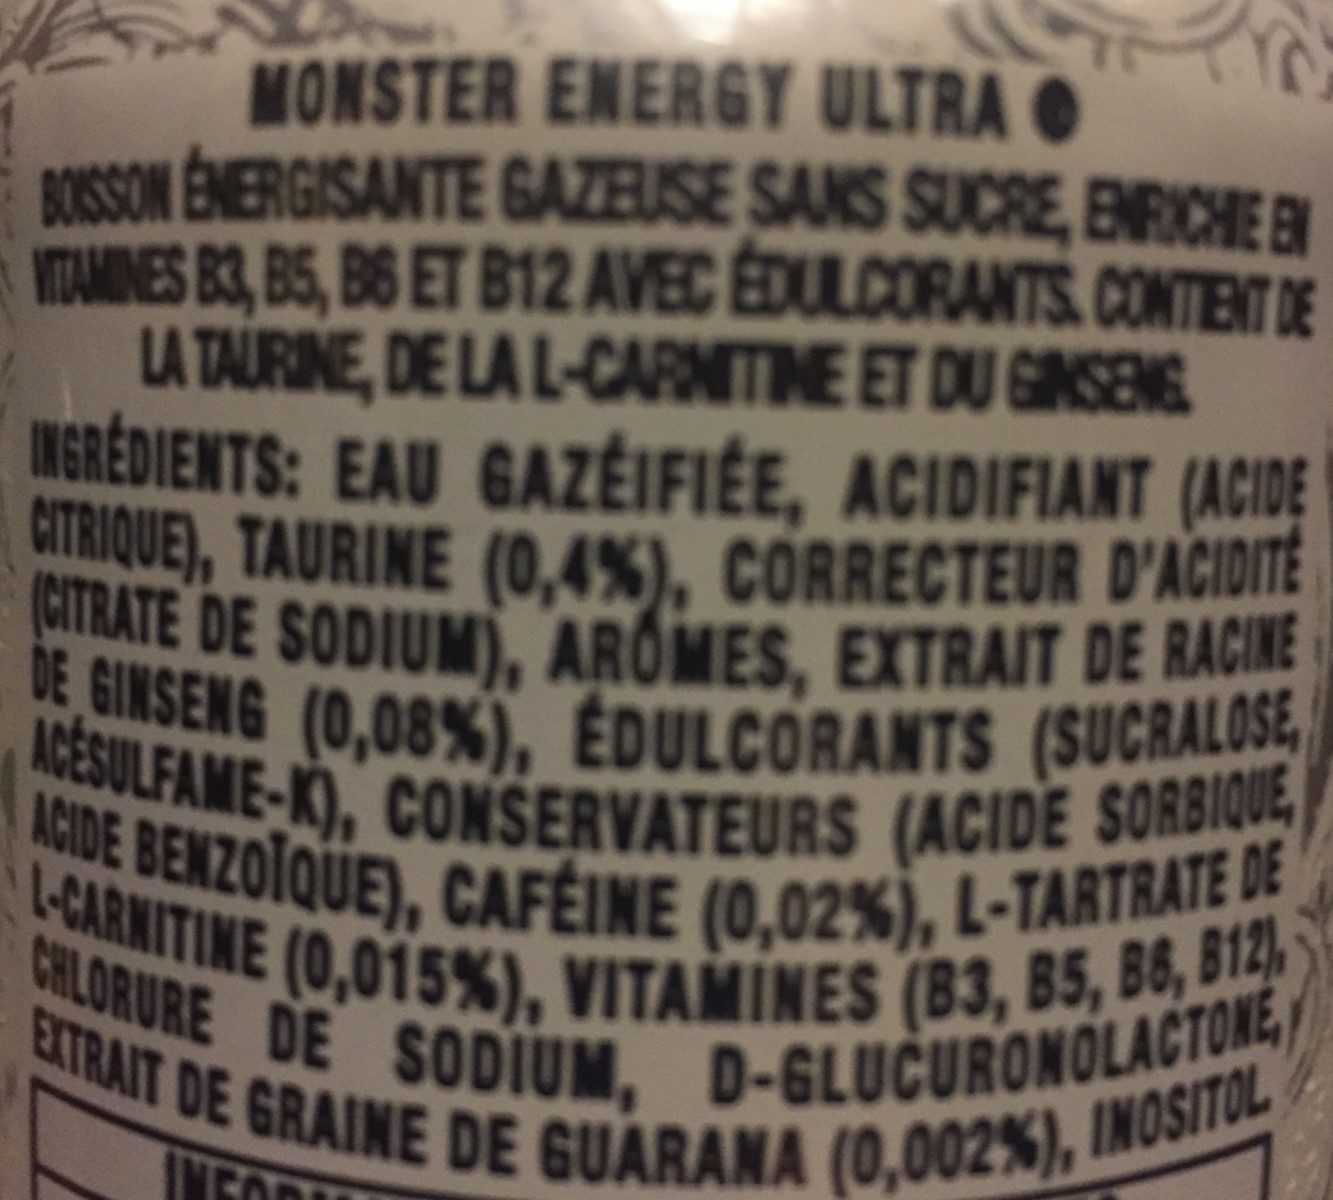 MONSTER ENERGY ULTRA
BOISSON ÉNERGISANTE GAZEUSE SANS SUCRE, ENRICHIE EN
VITAMINES B3, B5, B6 ET B12 AVEC ÉDULCORANTS. CONTIENT DE
LA TAURINE, DE LA L-CARNITINE ET DU GINSENG.
INGRÉDIENTS: EAU GAZÉIFIÉE, ACIDIFIANT (ACIDE
CITRIQUE), TAURINE (0,4%), CORRECTEUR D'ACIDITÉ
(CITRATE DE SODIUM), ARÔMES, EXTRAIT DE RACINE
DE GINSENG (0,08%), ÉDULCORANTS (SUCRALOSE,
ACÉSULFAME-K), CONSERVATEURS (ACIDE SORBIQUE,
ACIDE BENZOÏQUE), CAFÉINE (0,02%), L-TARTRATE DE
L-CARNITINE (0,015%), VITAMINES (B3, B5, B6, B12),
CHLORURE DE SODIUM, D-GLUCURONOLACTONE,
EXTRAIT DE GRAINE DE GUARANA (0,002%), INOSITOL.